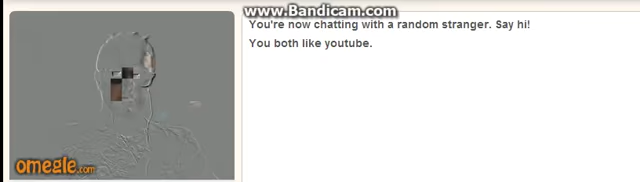 www.Bandicam.com
You're now chatting with a random stranger. Say hi!
You both like youtube.
omegle.com